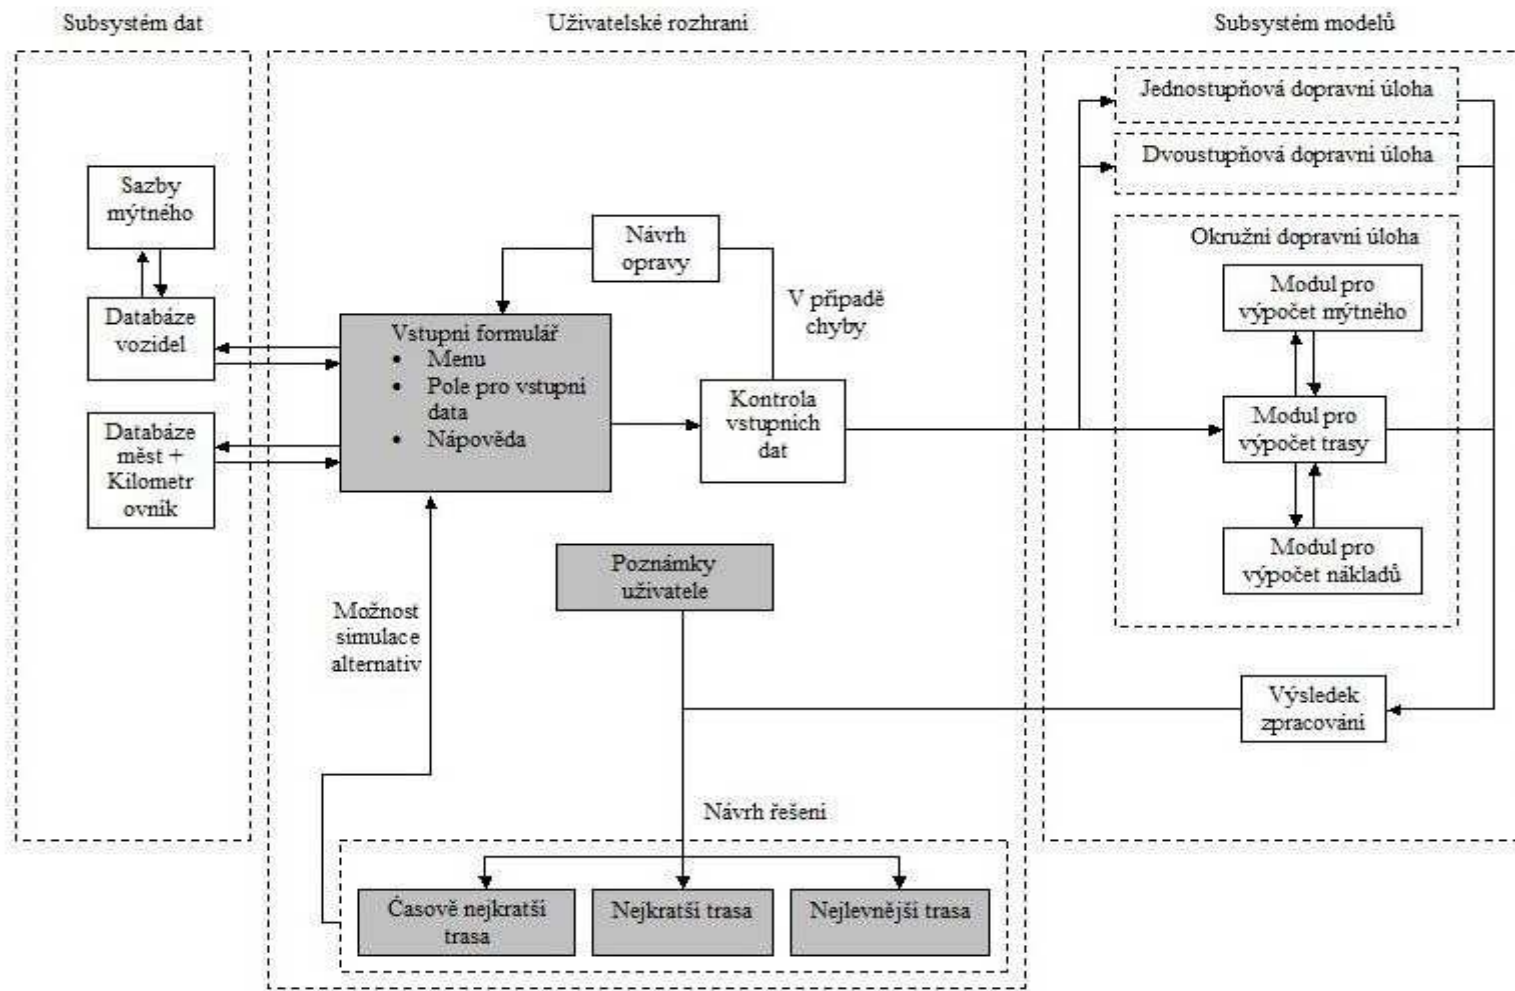 Subsystém dat
Uživatelské rozhraní
Subsystém modelů
Sazby
mýtného
Databáze
vozidel
Databáze
měst +
Kilometr
ovník
Návrh
opravy
V případě
chyby
Vstupní formulář
• Menu
• Pole pro vstupní
data
• Nápověda
Kontrola
vstupních
dat
Poznámky
uživatele
Možnost
simulace
alternativ
Návrh řešení
Časově nejkratší
trasa
Nejkratší trasa
Nejlevnější trasa
Jednostupňová dopravní úloha
Dvoustupňová dopravní úloha
Okružní dopravní úloha
Modul pro
výpočet mýtného
Modul pro
výpočet trasy
Modul pro
výpočet nákladů
Výsledek
zpracování